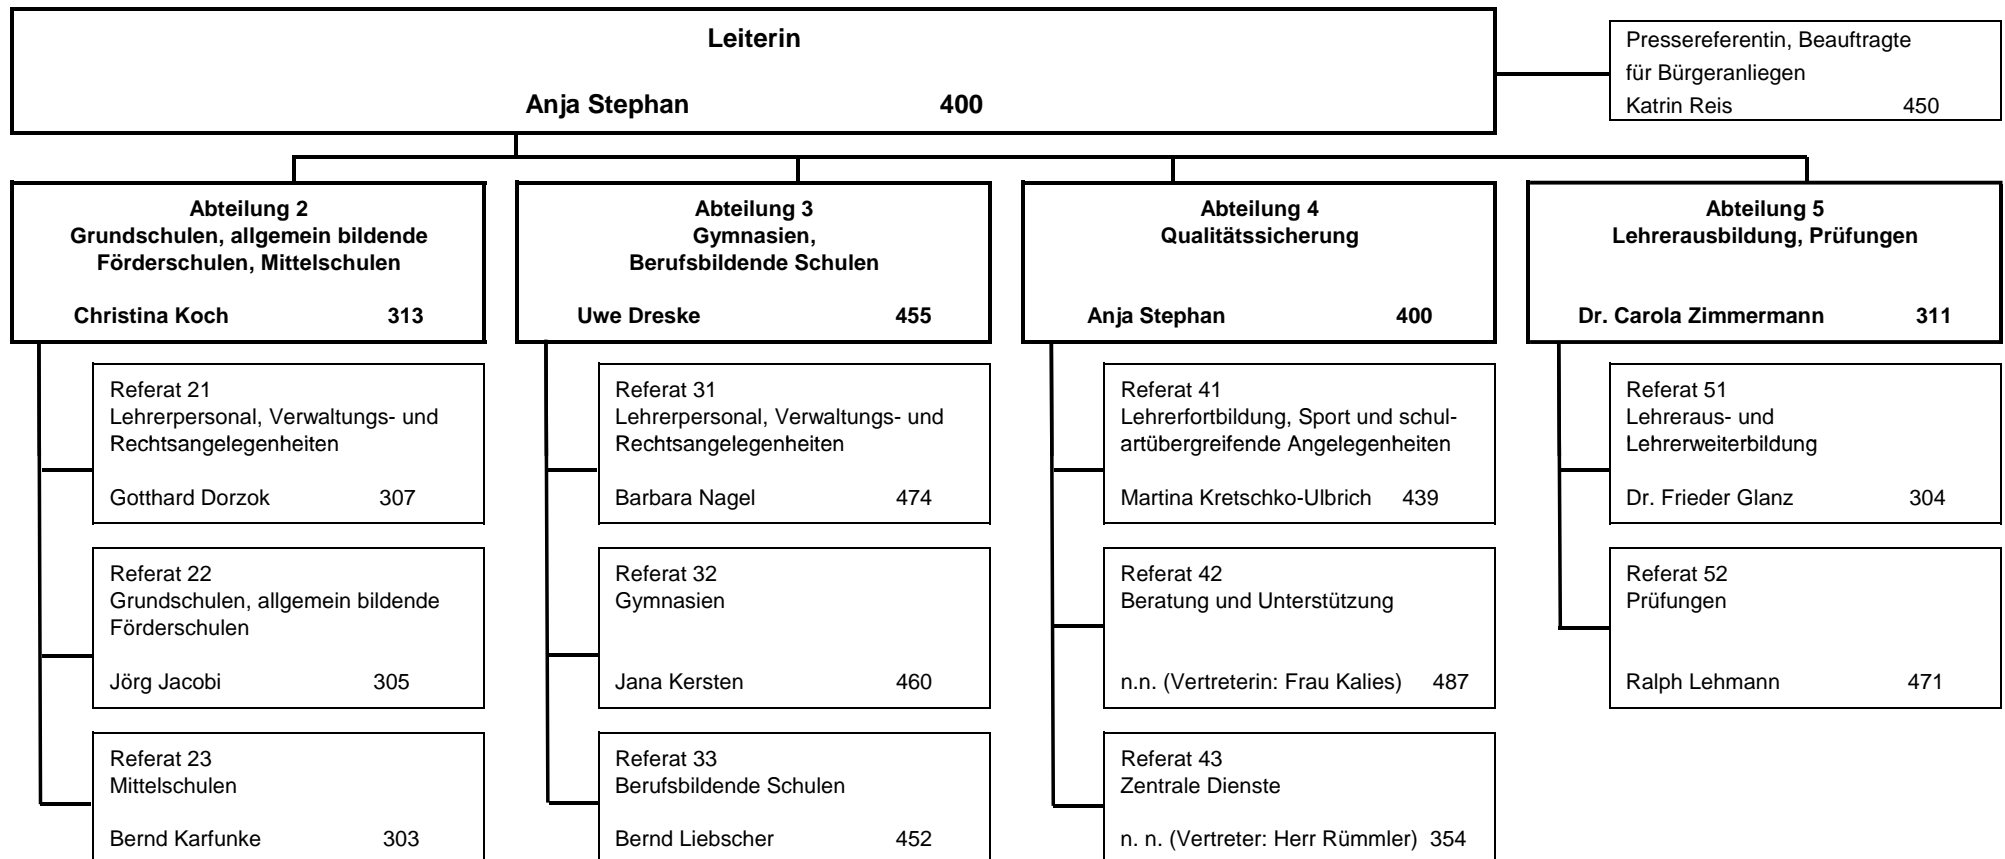 Leiterin
Anja Stephan 400
Pressereferentin, Beauftragte
für Bürgeranliegen
Katrin Reis 450
Abteilung 2
Grundschulen, allgemein bildende
Förderschulen, Mittelschulen
Christina Koch 313
Abteilung 3
Gymnasien,
Berufsbildende Schulen
Uwe Dreske 455
Abteilung 4
Qualitätssicherung
Anja Stephan 400
Abteilung 5
Lehrerausbildung, Prüfungen
Dr. Carola Zimmermann 311
Referat 21
Lehrerpersonal, Verwaltungs- und
Rechtsangelegenheiten
Gotthard Dorzok 307
Referat 31
Lehrerpersonal, Verwaltungs- und
Rechtsangelegenheiten
Barbara Nagel 474
Referat 41
Lehrerfortbildung, Sport und schul-
artübergreifende Angelegenheiten
Martina Kretschko-Ulbrich 439
Referat 51
Lehreraus- und
Lehrerweiterbildung
Dr. Frieder Glanz 304
Referat 22
Grundschulen, allgemein bildende
Förderschulen
Jörg Jacobi 305
Referat 32
Gymnasien
Jana Kersten 460
Referat 42
Beratung und Unterstützung
n.n. (Vertreterin: Frau Kalies) 487
Referat 52
Prüfungen
Ralph Lehmann 471
Referat 23
Mittelschulen
Bernd Karfunke 303
Referat 33
Berufsbildende Schulen
Bernd Liebscher 452
Referat 43
Zentrale Dienste
n. n. (Vertreter: Herr Rümmler) 354